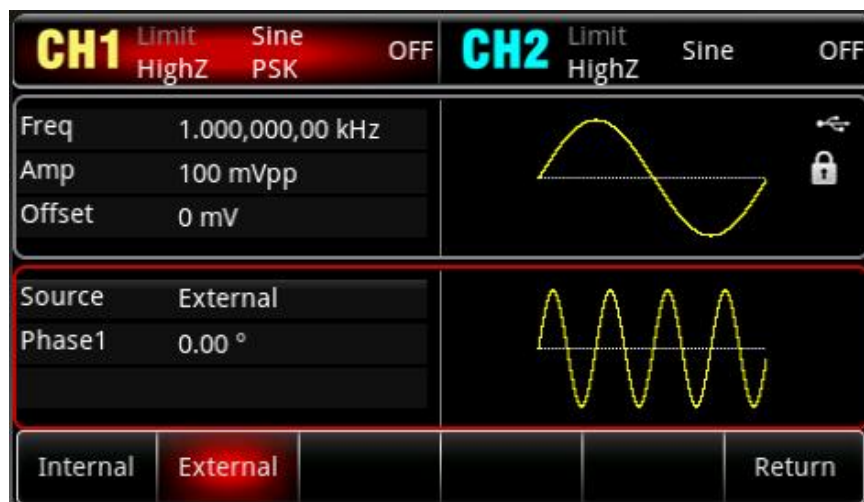 CH1 Limit Sine OFF CH2 Limit Sine OFF
HighZ PSK HighZ
Freq 1.000,000,00 kHz
Amp 100 mVpp
Offset 0 mV
Source External
Phase1 0.00 °
Internal External Return